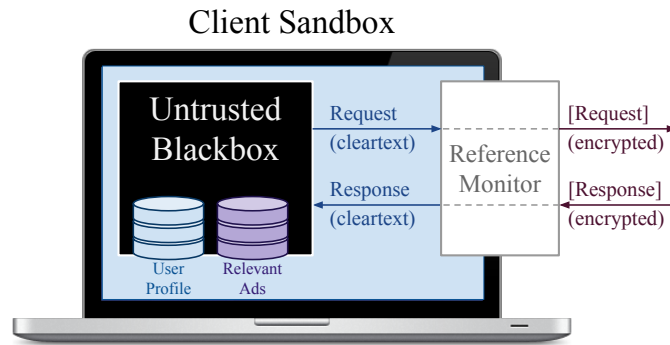 Client Sandbox
Untrusted
Blackbox
Request
(cleartext)
Response
(cleartext)
Reference
Monitor
[Request]
(encrypted)
[Response]
(encrypted)
User
Profile
Relevant
Ads